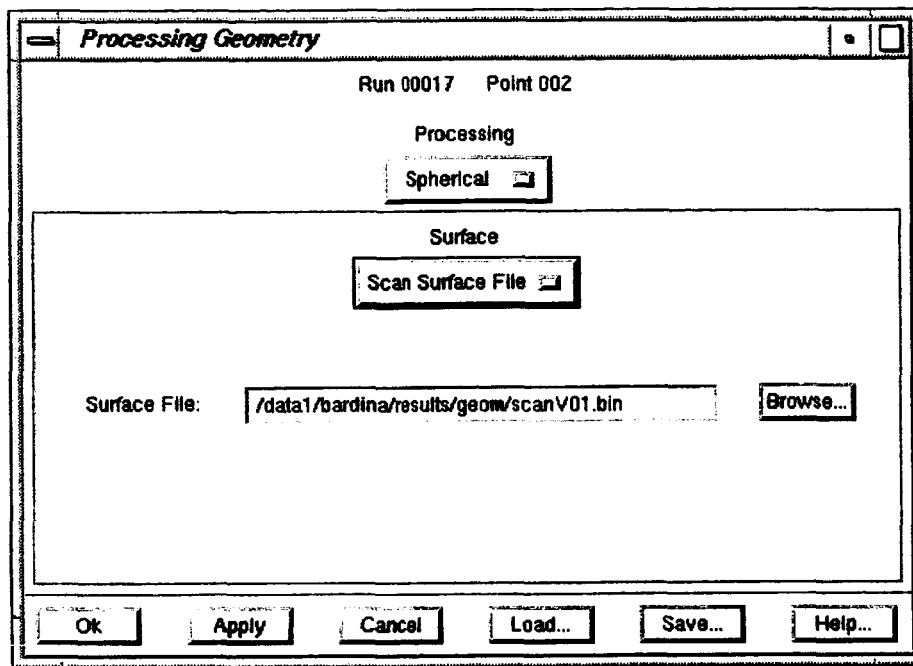 Processing Geometry
Run 00017 Point 002
Processing
Spherical
Surface
Scan Surface File
Surface File: /data1/bardina/results/geom/scanV01.bin Browse...
Ok Apply Cancel Load... Save... Help...